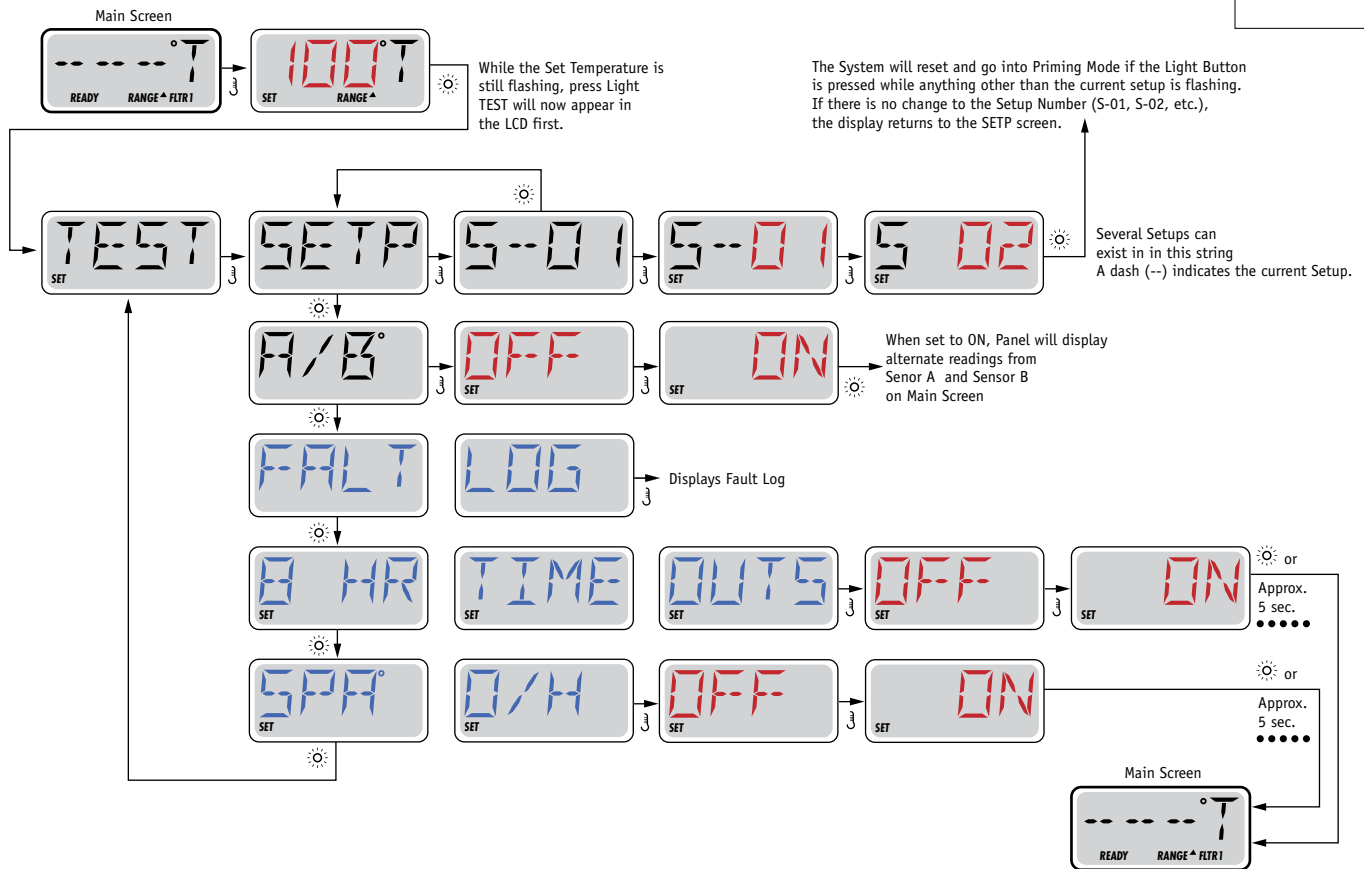 Main Screen
-- -- --°T
READY RANGE FLTR1
100°T
SET RANGE
While the Set Temperature is
still flashing, press Light
TEST will now appear in
the LCD first.
The System will reset and go into Priming Mode if the Light Button
is pressed while anything other than the current setup is flashing.
If there is no change to the Setup Number (S-01, S-02, etc.),
the display returns to the SETP screen.
TEST
SET
SETP
SET
S--01
SET
S--01
SET
S 02
SET
Several Setups can
exist in in this string
A dash (--) indicates the current Setup.
A/B°
OFF
SET
ON
SET
When set to ON, Panel will display
alternate readings from
Senor A and Sensor B
on Main Screen
FALT
LOG
Displays Fault Log
8 HR
SET
TIME
SET
OUTS
SET
OFF
SET
ON
SET
or
Approx.
5 sec.
SPA°
SET
O/H
SET
OFF
SET
ON
SET
or
Approx.
5 sec.
Main Screen
-- -- --°T
READY RANGE FLTR1